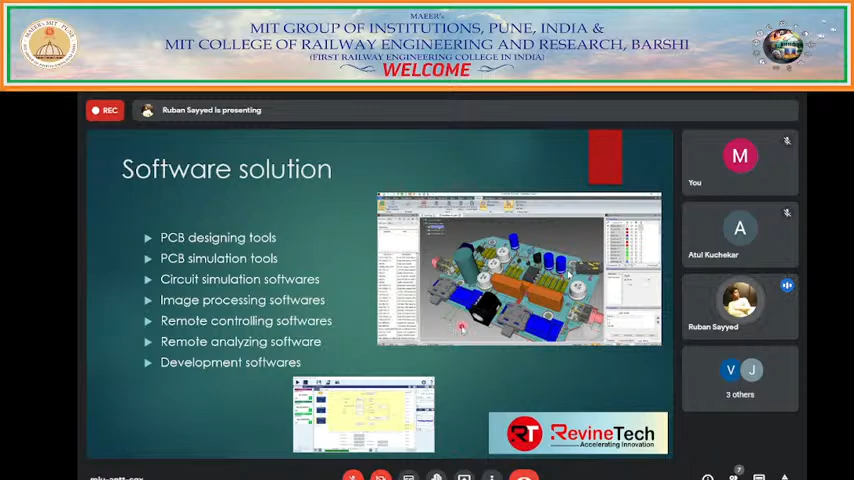 MAEER's
MIT GROUP OF INSTITUTIONS, PUNE, INDIA &
MIT COLLEGE OF RAILWAY ENGINEERING AND RESEARCH, BARSHI
(FIRST RAILWAY ENGINEERING COLLEGE IN INDIA)
WELCOME
REC
Ruban Sayyed is presenting
Software solution
PCB designing tools
PCB simulation tools
Circuit simulation softwares
Image processing softwares
Remote controlling softwares
Remote analyzing software
Development softwares
RT
RevineTech
Accelerating Innovation
M
You
A
Atul Kuchekar
Ruban Sayyed
V J
3 others
7